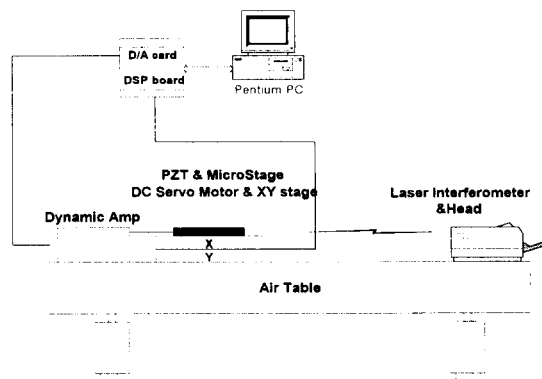 D/A card
DSP board
Pentium PC
PZT & MicroStage
DC Servo Motor & XY stage
Laser Interferometer
&Head
Dynamic Amp
X
Y
Air Table